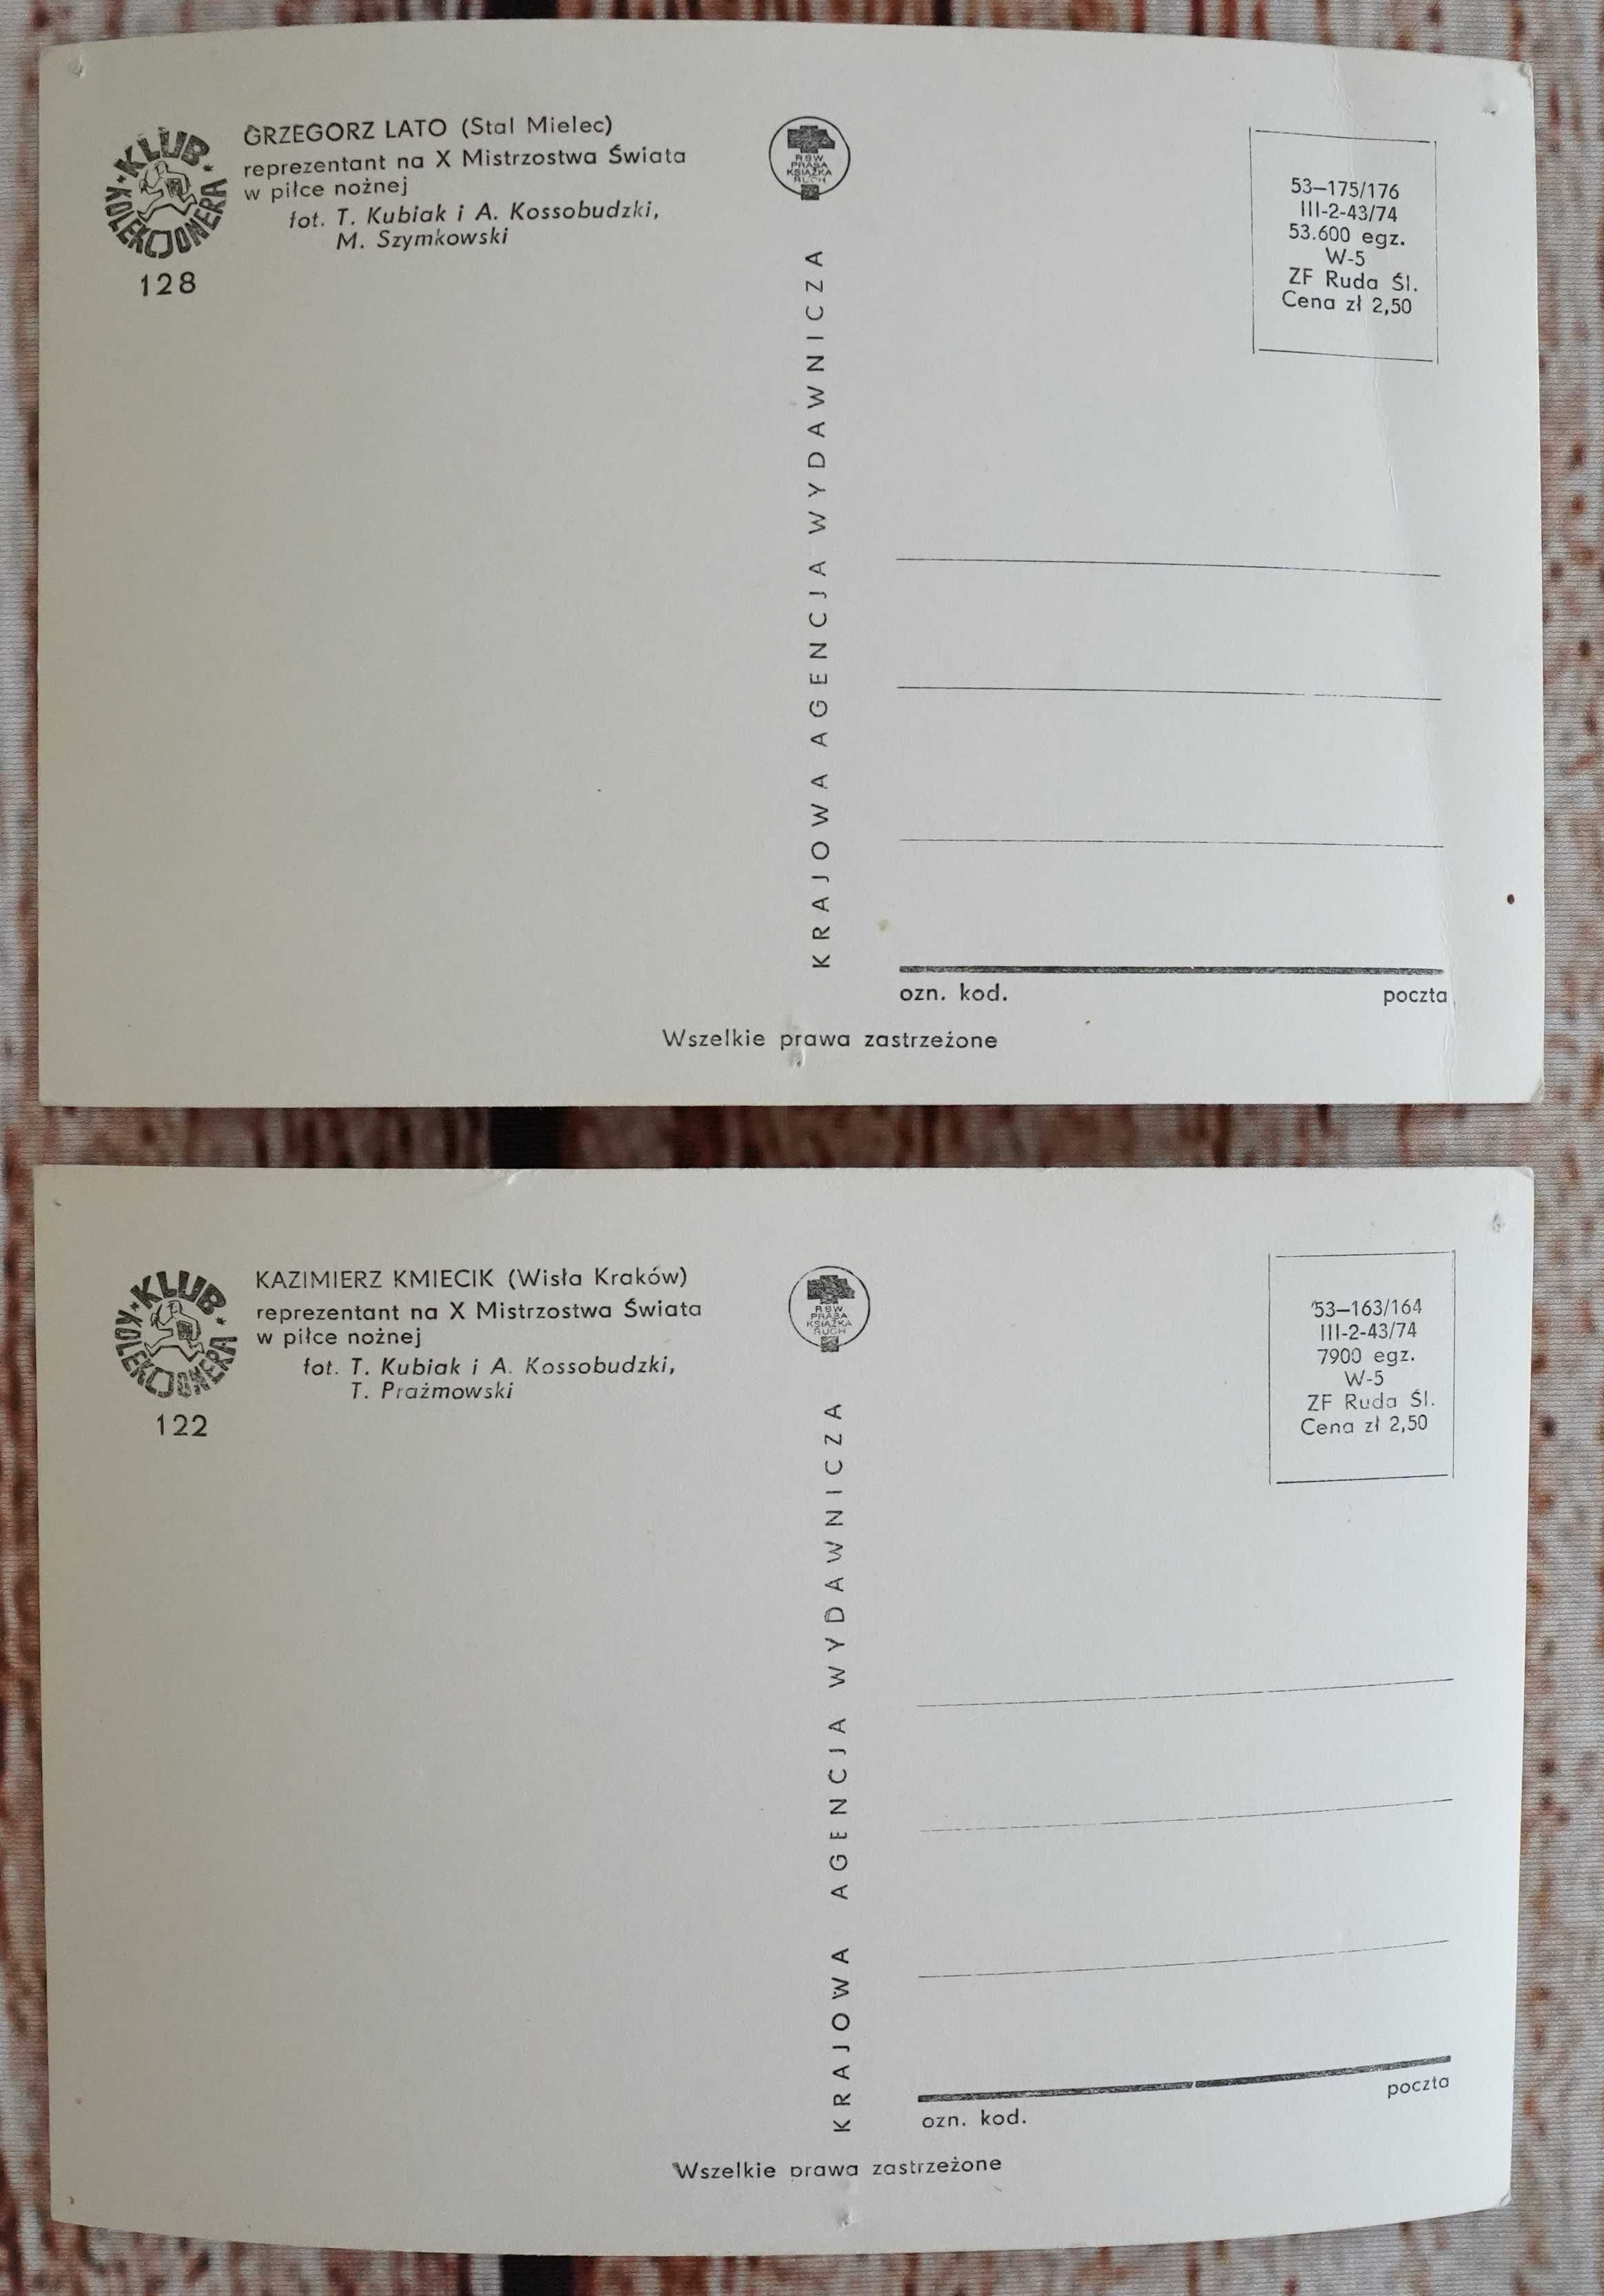 KLUB
KOLEKCJONERA
128
GRZEGORZ LATO (Stal Mielec)
reprezentant na X Mistrzostwa Świata
w piłce nożnej
fot. T. Kubiak i A. Kossobudzki,
M. Szymkowski
RSW
PRASA
KSIĄŻKA
RUCH
KRAJOWA AGENCJA WYDAWNICZA
53—175/176
III-2-43/74
53.600 egz.
W-5
ZF Ruda Śl.
Cena zł 2,50
ozn. kod.
poczta
Wszelkie prawa zastrzeżone
KLUB
KOLEKCJONERA
122
KAZIMIERZ KMIECIK (Wisła Kraków)
reprezentant na X Mistrzostwa Świata
w piłce nożnej
fot. T. Kubiak i A. Kossobudzki,
T. Prażmowski
RSW
PRASA
KSIĄŻKA
RUCH
KRAJOWA AGENCJA WYDAWNICZA
53—163/164
III-2-43/74
7900 egz.
W-5
ZF Ruda Śl.
Cena zł 2,50
ozn. kod.
poczta
Wszelkie prawa zastrzeżone